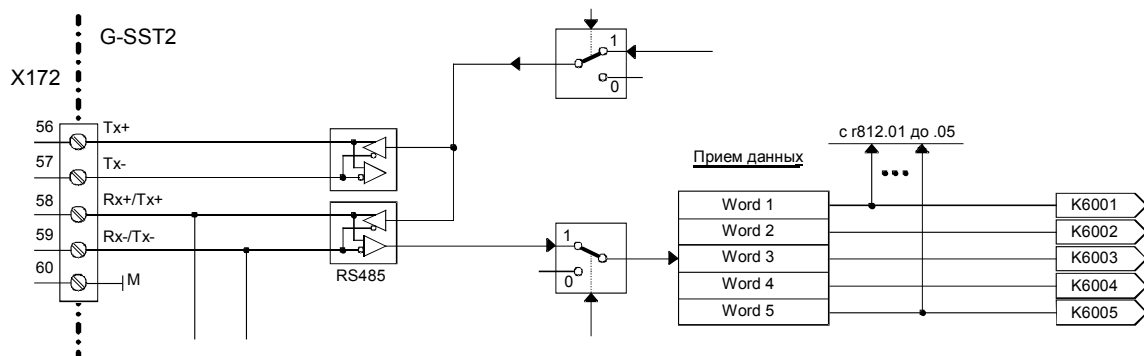 G-SST2
X172
56 Tx+
57 Tx-
58 Rx+/Tx+
59 Rx-/Tx-
60 M
RS485
1
0
1
0
с r812.01 до .05
Прием данных
Word 1 K6001
Word 2 K6002
Word 3 K6003
Word 4 K6004
Word 5 K6005